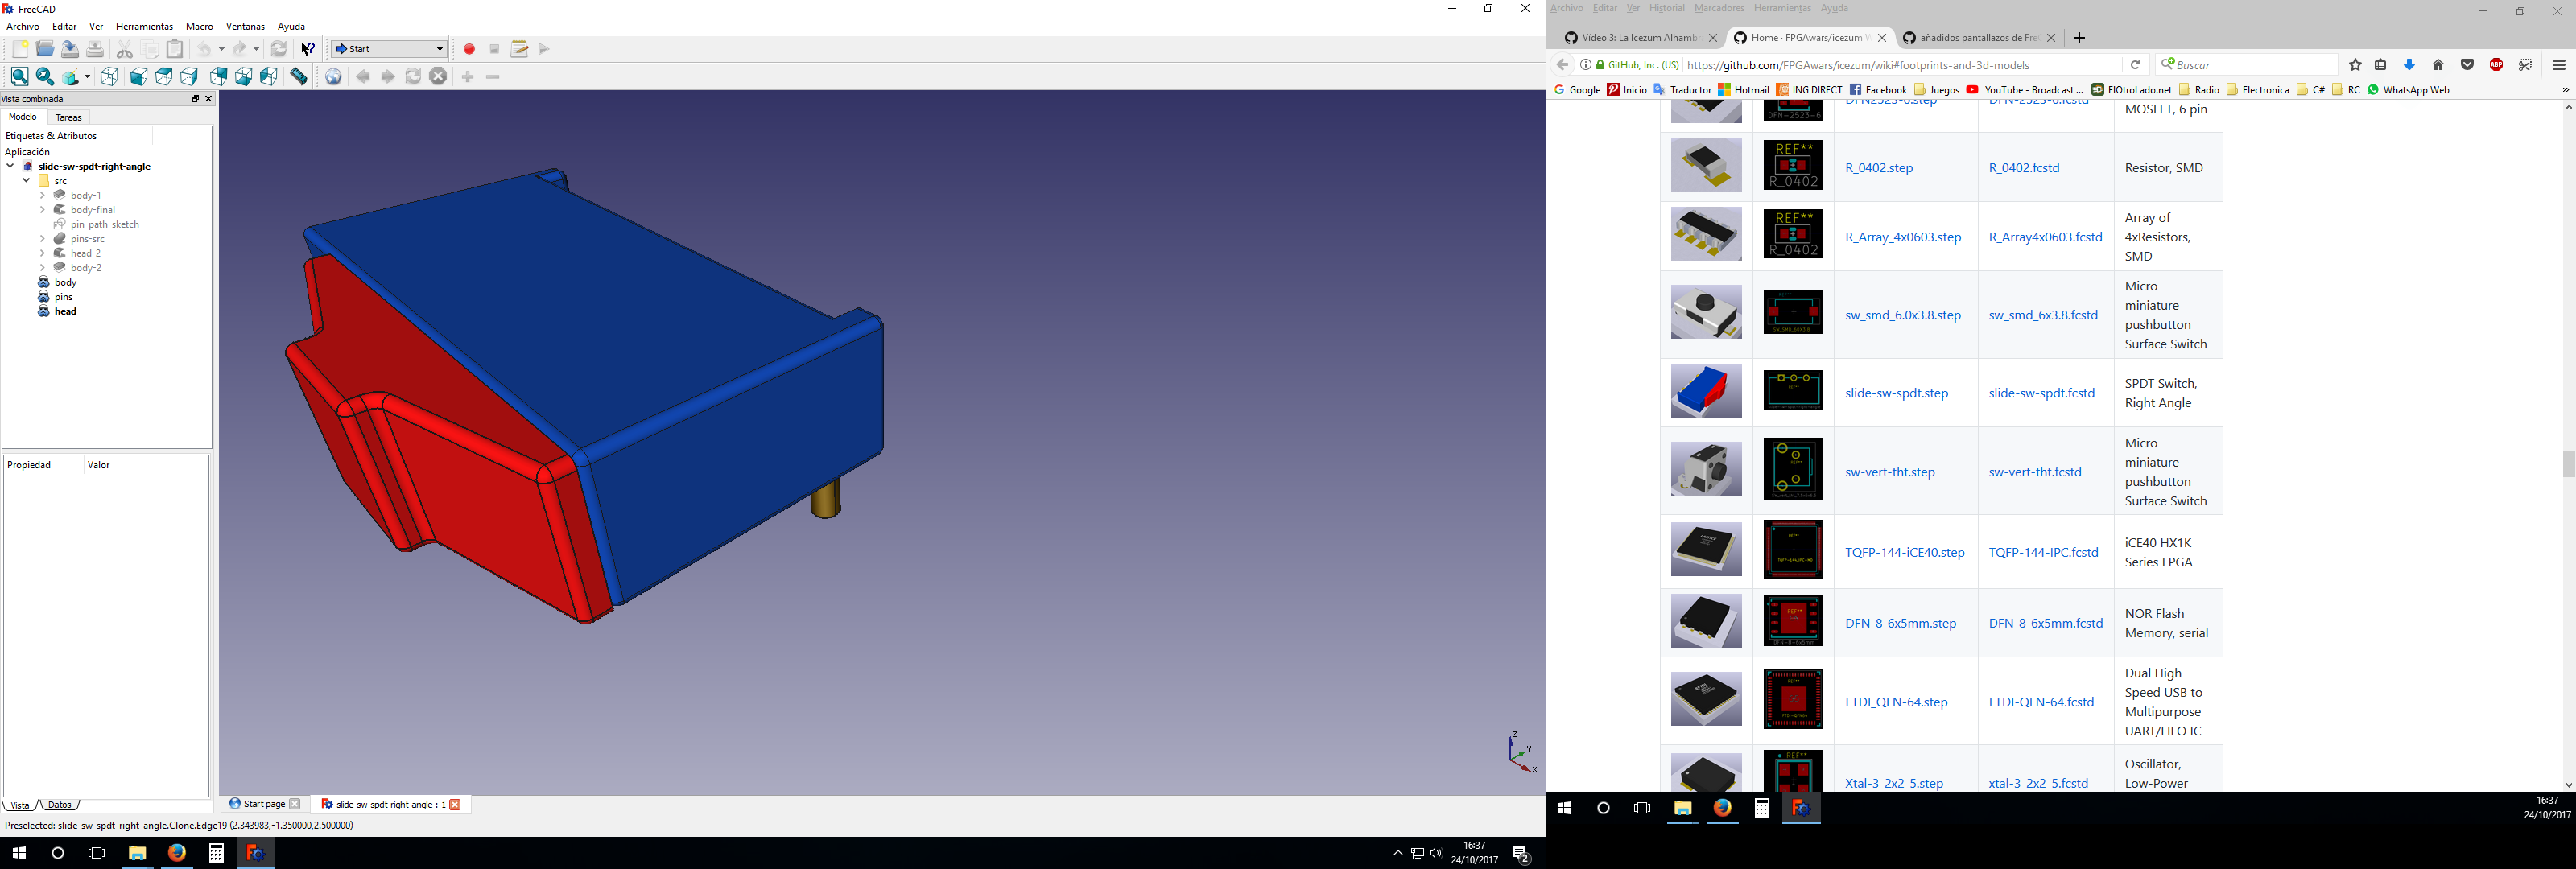 FreeCAD
Archivo Editar Ver Herramientas Macro Ventanas Ayuda
Start
Vista combinada
Modelo Tareas
Etiquetas & Atributos
Aplicación
slide-sw-spdt-right-angle
src
body-1
body-final
pin-path-sketch
pins-src
head-2
body-2
body
pins
head
Propiedad Valor
Vista Datos
Z
Y
X
Start page slide-sw-spdt-right-angle : 1
Preselected: slide_sw_spdt_right_angle.Clone.Edge19 (2.343983,-1.350000,2.500000)
16:37
24/10/2017
2
Archivo Editar Ver Historial Marcadores Herramientas Ayuda
Vídeo 3: La Icezum Alhambr Home · FPGAwars/icezum W añadidos pantallazos de Fre
GitHub, Inc. (US) https://github.com/FPGAwars/icezum/wiki#footprints-and-3d-models Buscar
ABP
Google Inicio Traductor Hotmail ING DIRECT Facebook Juegos YouTube - Broadcast ... ElOtroLado.net Radio Electronica C# RC WhatsApp Web »
DFN-2523-6
DFN2523-6.step DFN-2523-6.fcstd MOSFET, 6 pin
REF**
R_0402
R_0402.step R_0402.fcstd Resistor, SMD
REF**
R_0402
R_Array_4x0603.step R_Array4x0603.fcstd Array of
4xResistors,
SMD
sw_smd_6.0x3.8.step sw_smd_6x3.8.fcstd Micro
miniature
pushbutton
Surface Switch
slide-sw-spdt.step slide-sw-spdt.fcstd SPDT Switch,
Right Angle
sw-vert-tht.step sw-vert-tht.fcstd Micro
miniature
pushbutton
Surface Switch
TQFP-144-iCE40.step TQFP-144-IPC.fcstd iCE40 HX1K
Series FPGA
REF**
DFN-8-6x5mm
DFN-8-6x5mm.step DFN-8-6x5mm.fcstd NOR Flash
Memory, serial
FTDI_QFN-64.step FTDI-QFN-64.fcstd Dual High
Speed USB to
Multipurpose
UART/FIFO IC
REF**
Xtal-3_2x2_5.step xtal-3_2x2_5.fcstd Oscillator,
Low-Power
16:37
24/10/2017